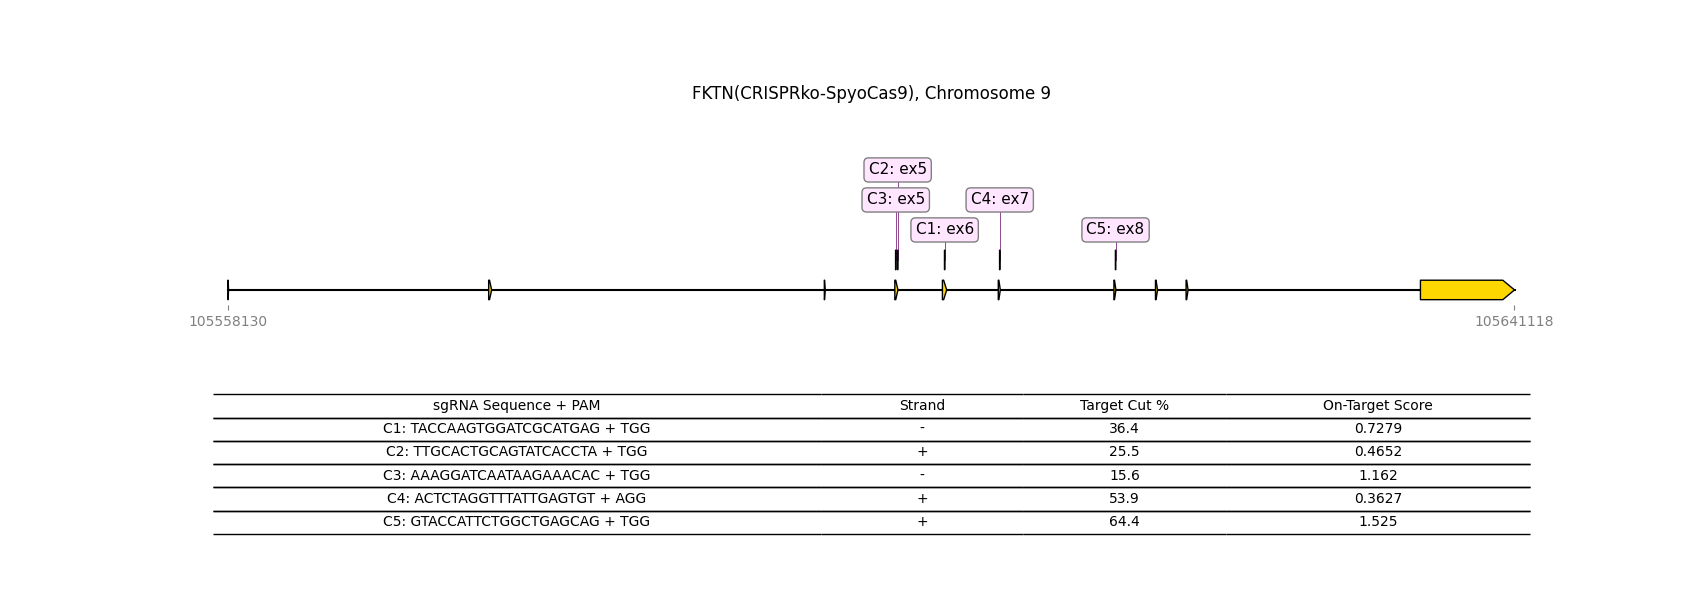 FKTN(CRISPRko-SpyoCas9), Chromosome 9
C2: ex5
C3: ex5
C4: ex7
C1: ex6
C5: ex8
105558130
105641118
sgRNA Sequence + PAM Strand Target Cut % On-Target Score
C1: TACCAAGTGGATCGCATGAG + TGG - 36.4 0.7279
C2: TTGCACTGCAGTATCACCTA + TGG + 25.5 0.4652
C3: AAAGGATCAATAAGAAACAC + TGG - 15.6 1.162
C4: ACTCTAGGTTTATTGAGTGT + AGG + 53.9 0.3627
C5: GTACCATTCTGGCTGAGCAG + TGG + 64.4 1.525